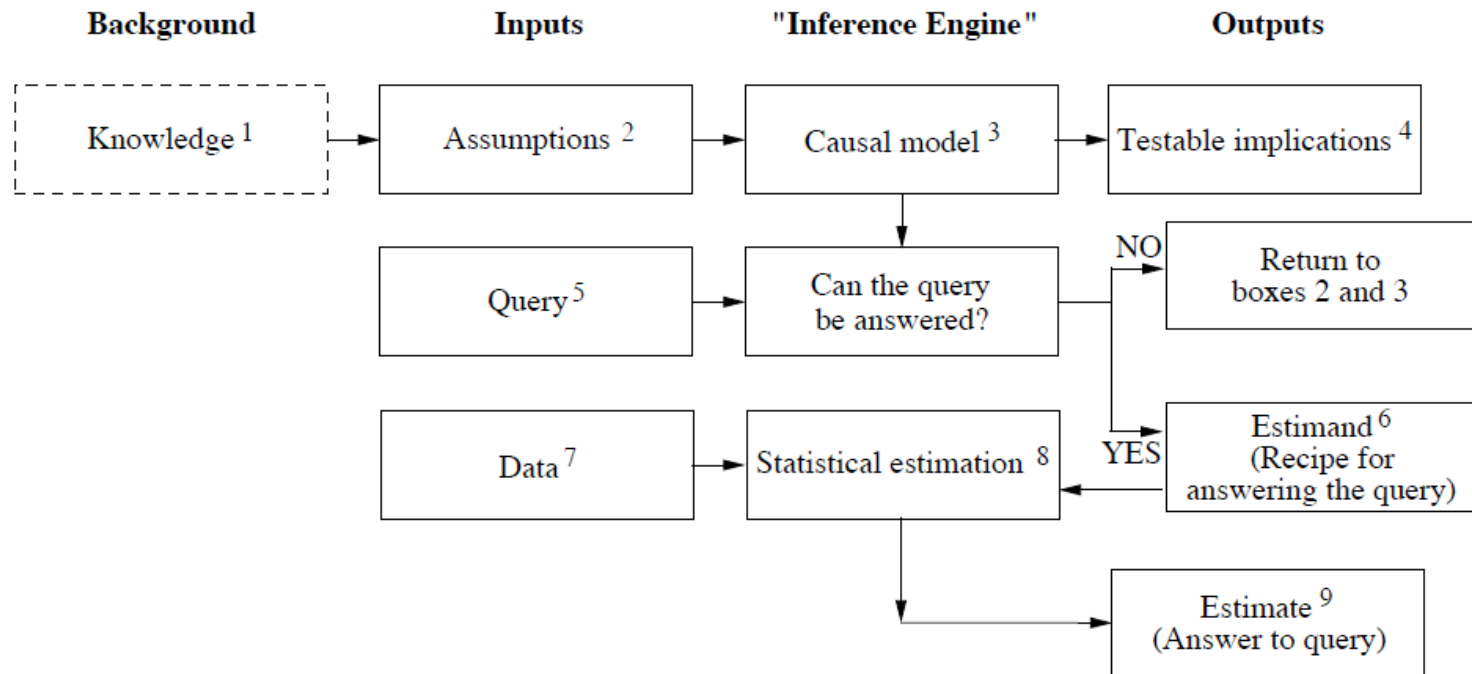 Background
Inputs
"Inference Engine"
Outputs
Knowledge 1
Assumptions 2
Causal model 3
Testable implications 4
Query 5
Can the query
be answered?
NO
Return to
boxes 2 and 3
YES
Estimand 6
(Recipe for
answering the query)
Data 7
Statistical estimation 8
Estimate 9
(Answer to query)